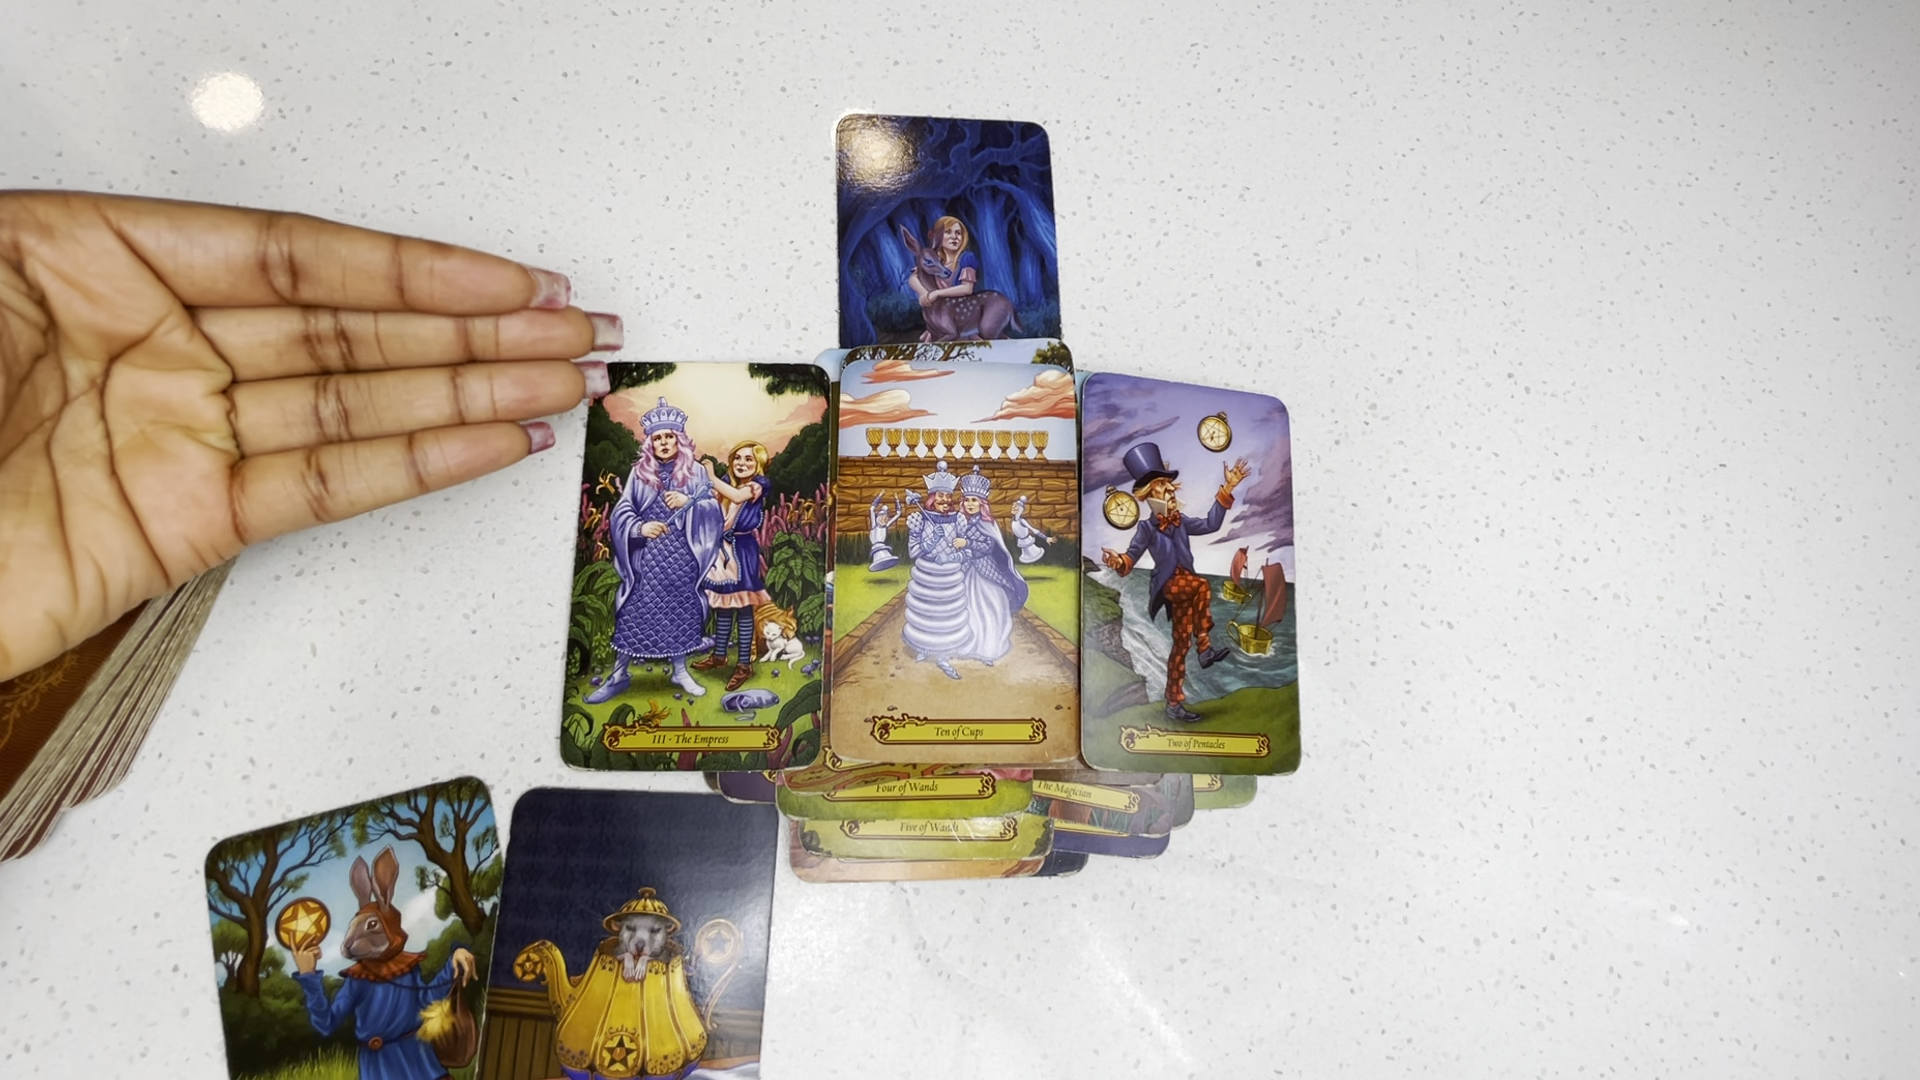 III - The Empress
Ten of Cups
Two of Pentacles
Four of Wands
The Magician
Five of Wands